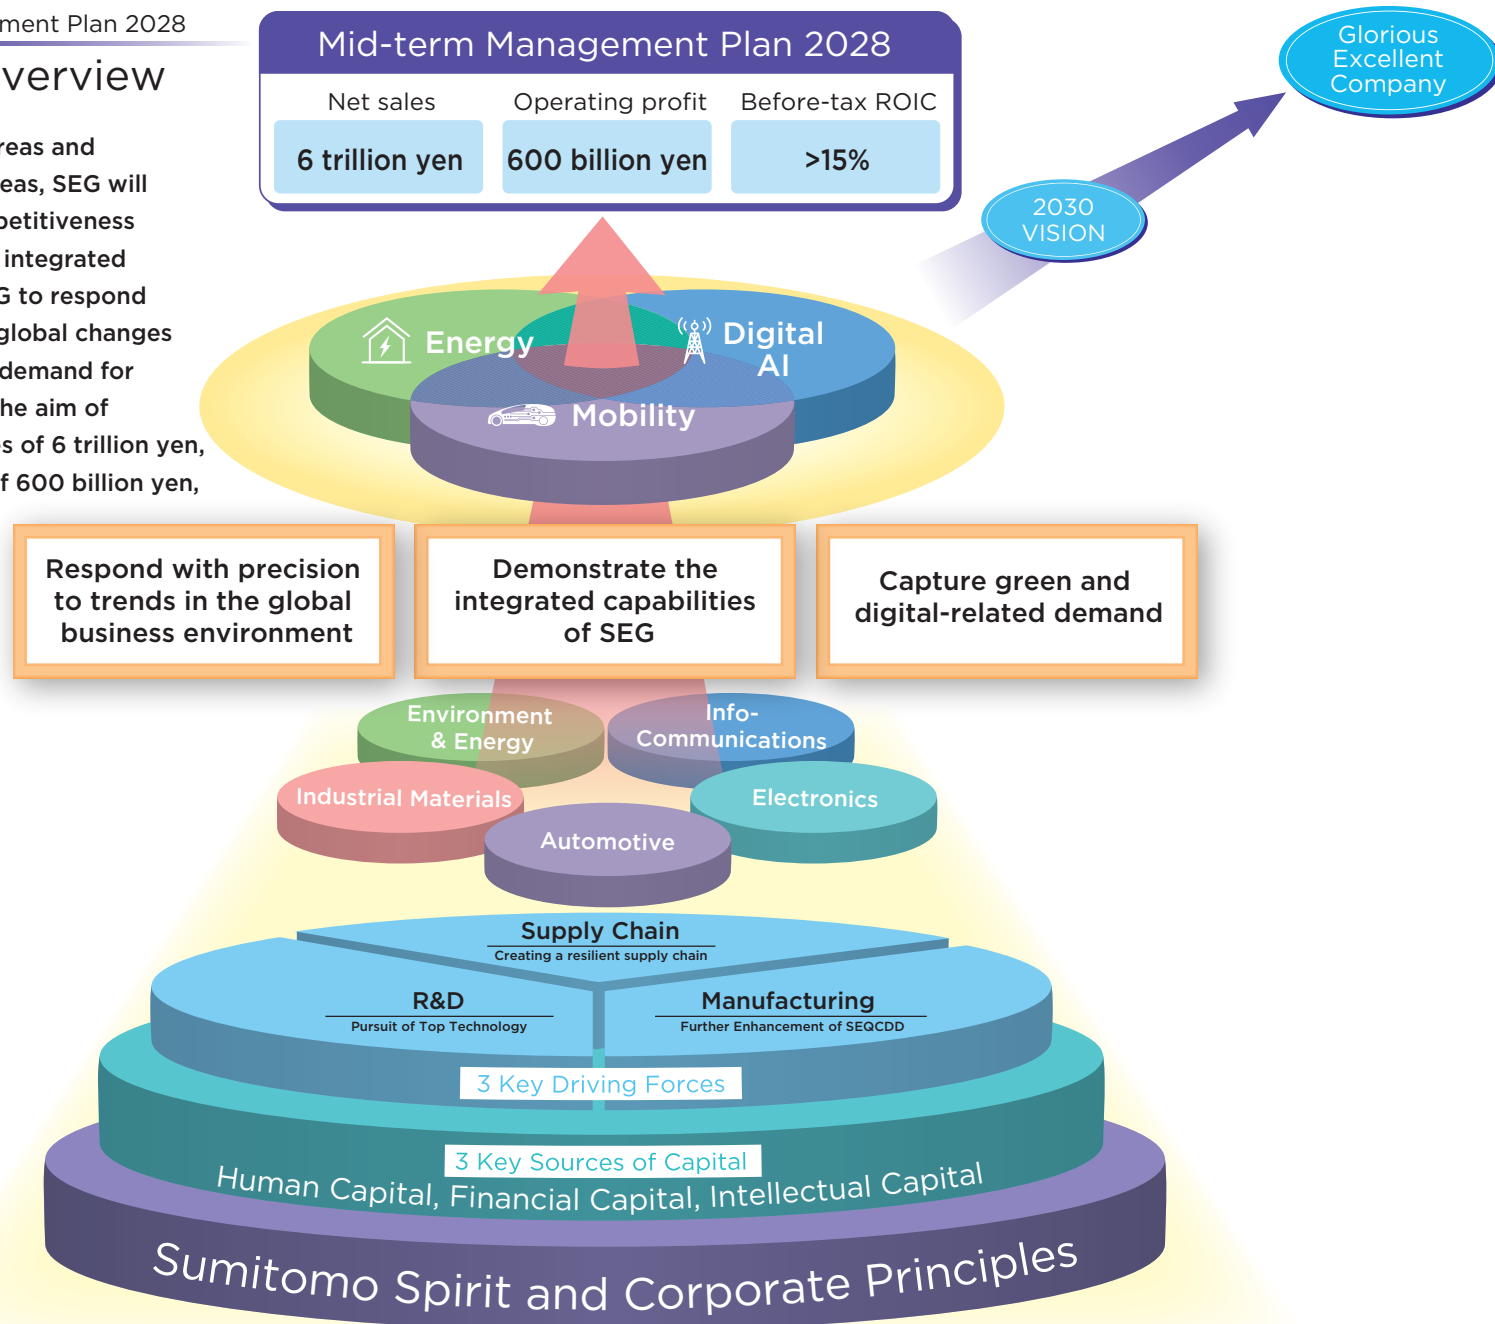 Plan 2028
Mid-term Management Plan 2028
Net sales
Operating profit
Before-tax ROIC
6 trillion yen
600 billion yen
>15%
Glorious
Excellent
Company
2030
VISION
and
SEG will
integrated
to respond
global changes
demand for
the aim of
of 6 trillion yen,
600 billion yen,
Energy
Digital
AI
Mobility
Respond with precision
to trends in the global
business environment
Demonstrate the
integrated capabilities
of SEG
Capture green and
digital-related demand
Environment
& Energy
Info-
Communications
Industrial Materials
Electronics
Automotive
Supply Chain
Creating a resilient supply chain
R&D
Pursuit of Top Technology
Manufacturing
Further Enhancement of SEQCDD
3 Key Driving Forces
3 Key Sources of Capital
Human Capital, Financial Capital, Intellectual Capital
Sumitomo Spirit and Corporate Principles